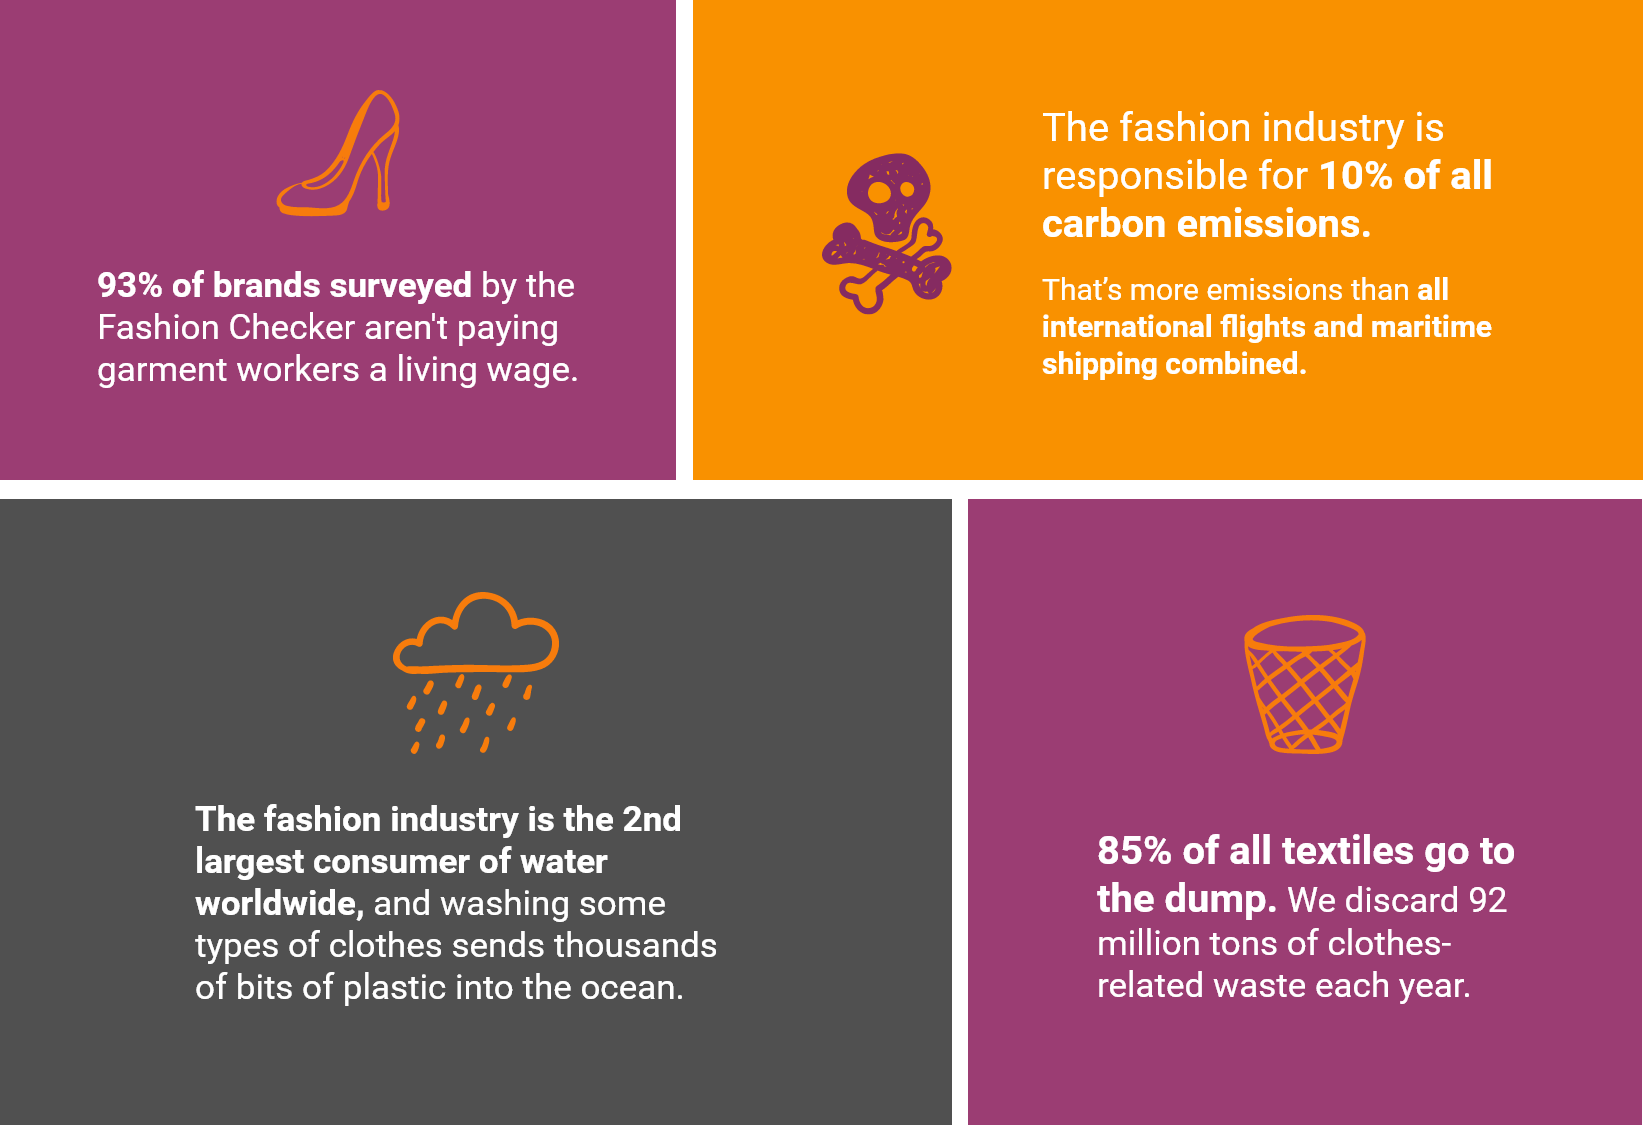 93% of brands surveyed by the
Fashion Checker aren't paying
garment workers a living wage.
The fashion industry is
responsible for 10% of all
carbon emissions.
That’s more emissions than all
international flights and maritime
shipping combined.
The fashion industry is the 2nd
largest consumer of water
worldwide, and washing some
types of clothes sends thousands
of bits of plastic into the ocean.
85% of all textiles go to
the dump. We discard 92
million tons of clothes-
related waste each year.